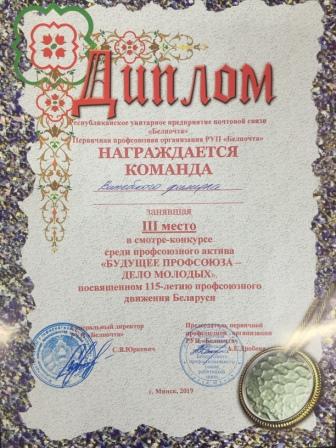 Диплом
Республиканское унитарное предприятие почтовой связи
«Белпочта»
Первичная профсоюзная организация РУП «Белпочта»
НАГРАЖДАЕТСЯ
КОМАНДА
Витебского филиала
занявшая
III место
в смотре-конкурсе
среди профсоюзного актива
«БУДУЩЕЕ ПРОФСОЮЗА –
ДЕЛО МОЛОДЫХ»,
посвященном 115-летию профсоюзного
движения Беларуси
Генеральный директор
«Белпочта»
С.В.Юркевич
Председатель первичной
профсоюзной организации
РУП «Белпочта»
г. Минск, 2019